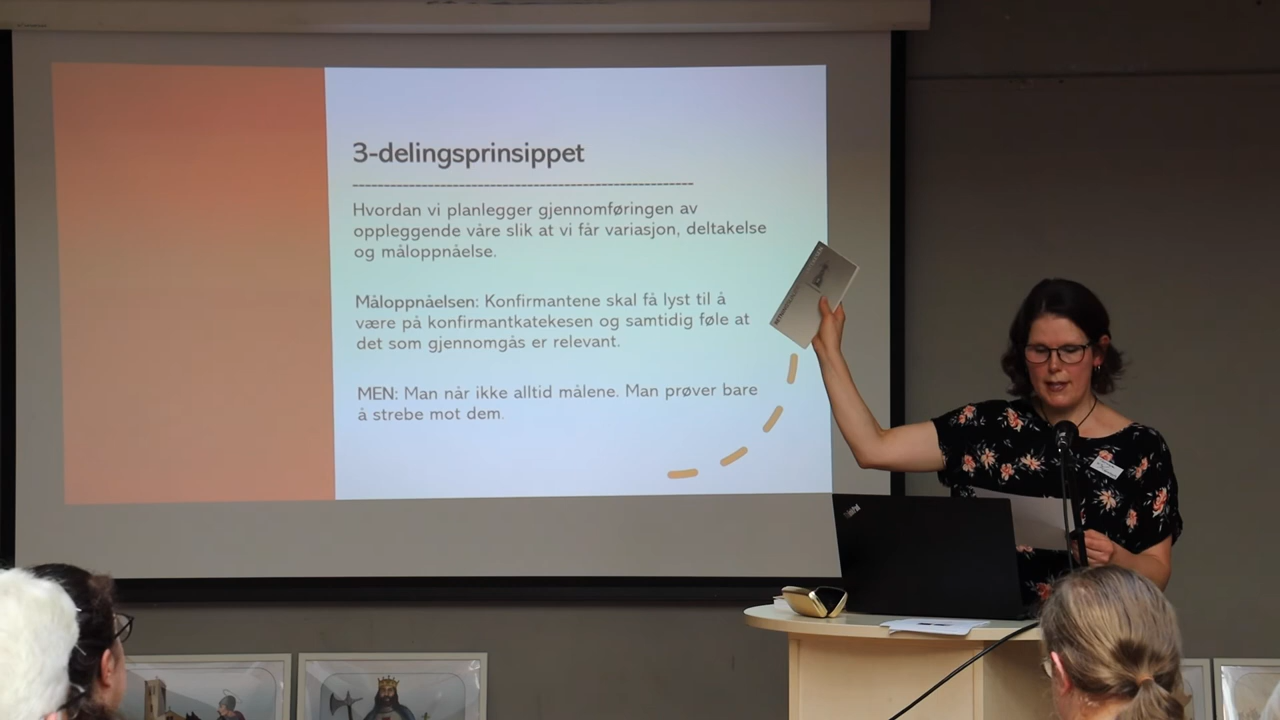 3-delingsprinsippet
Hvordan vi planlegger gjennomføringen av
oppleggende våre slik at vi får variasjon, deltakelse
og måloppnåelse.
Måloppnåelsen: Konfirmantene skal få lyst til å
være på konfirmantkatekesen og samtidig føle at
det som gjennomgås er relevant.
MEN: Man når ikke alltid målene. Man prøver bare
å strebe mot dem.